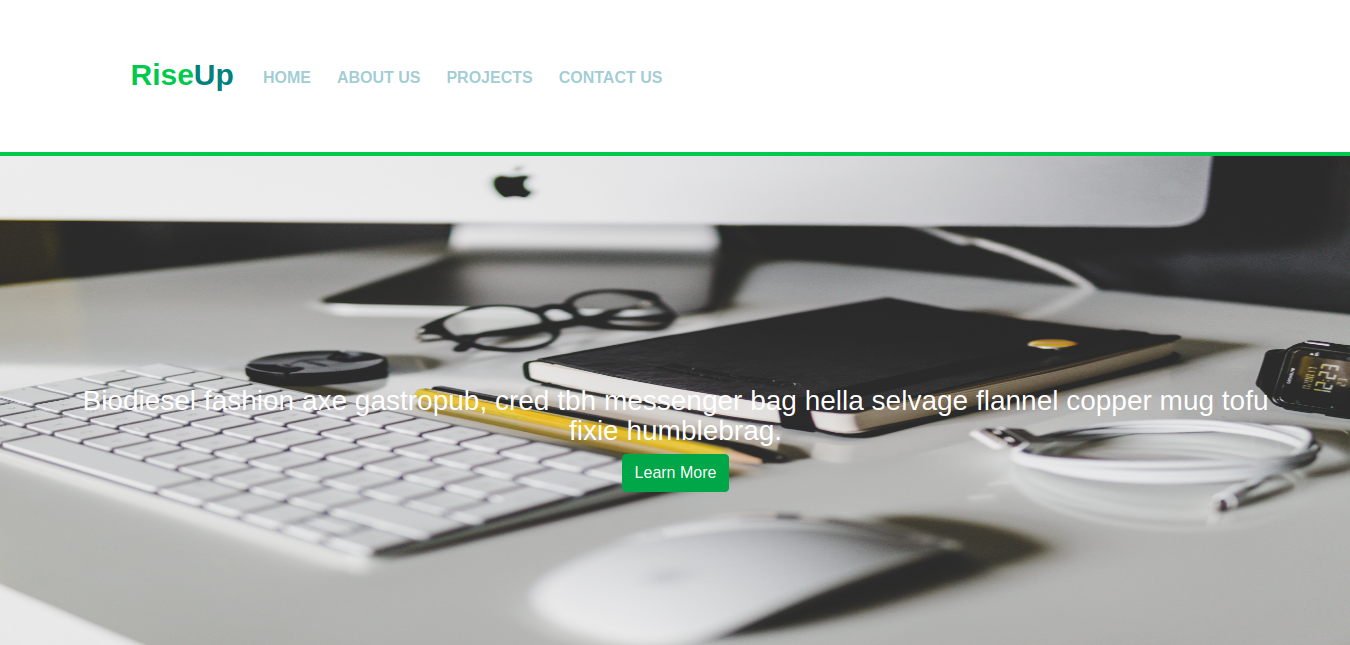 RiseUp HOME ABOUT US PROJECTS CONTACT US
Biodiesel fashion axe gastropub, cred tbh messenger bag hella selvage flannel copper mug tofu
fixie humblebrag.
Learn More